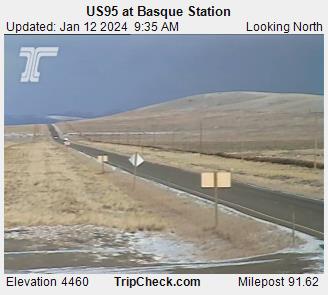 US95 at Basque Station
Updated: Jan 12 2024 9:35 AM Looking North
Elevation 4460 TripCheck.com Milepost 91.62